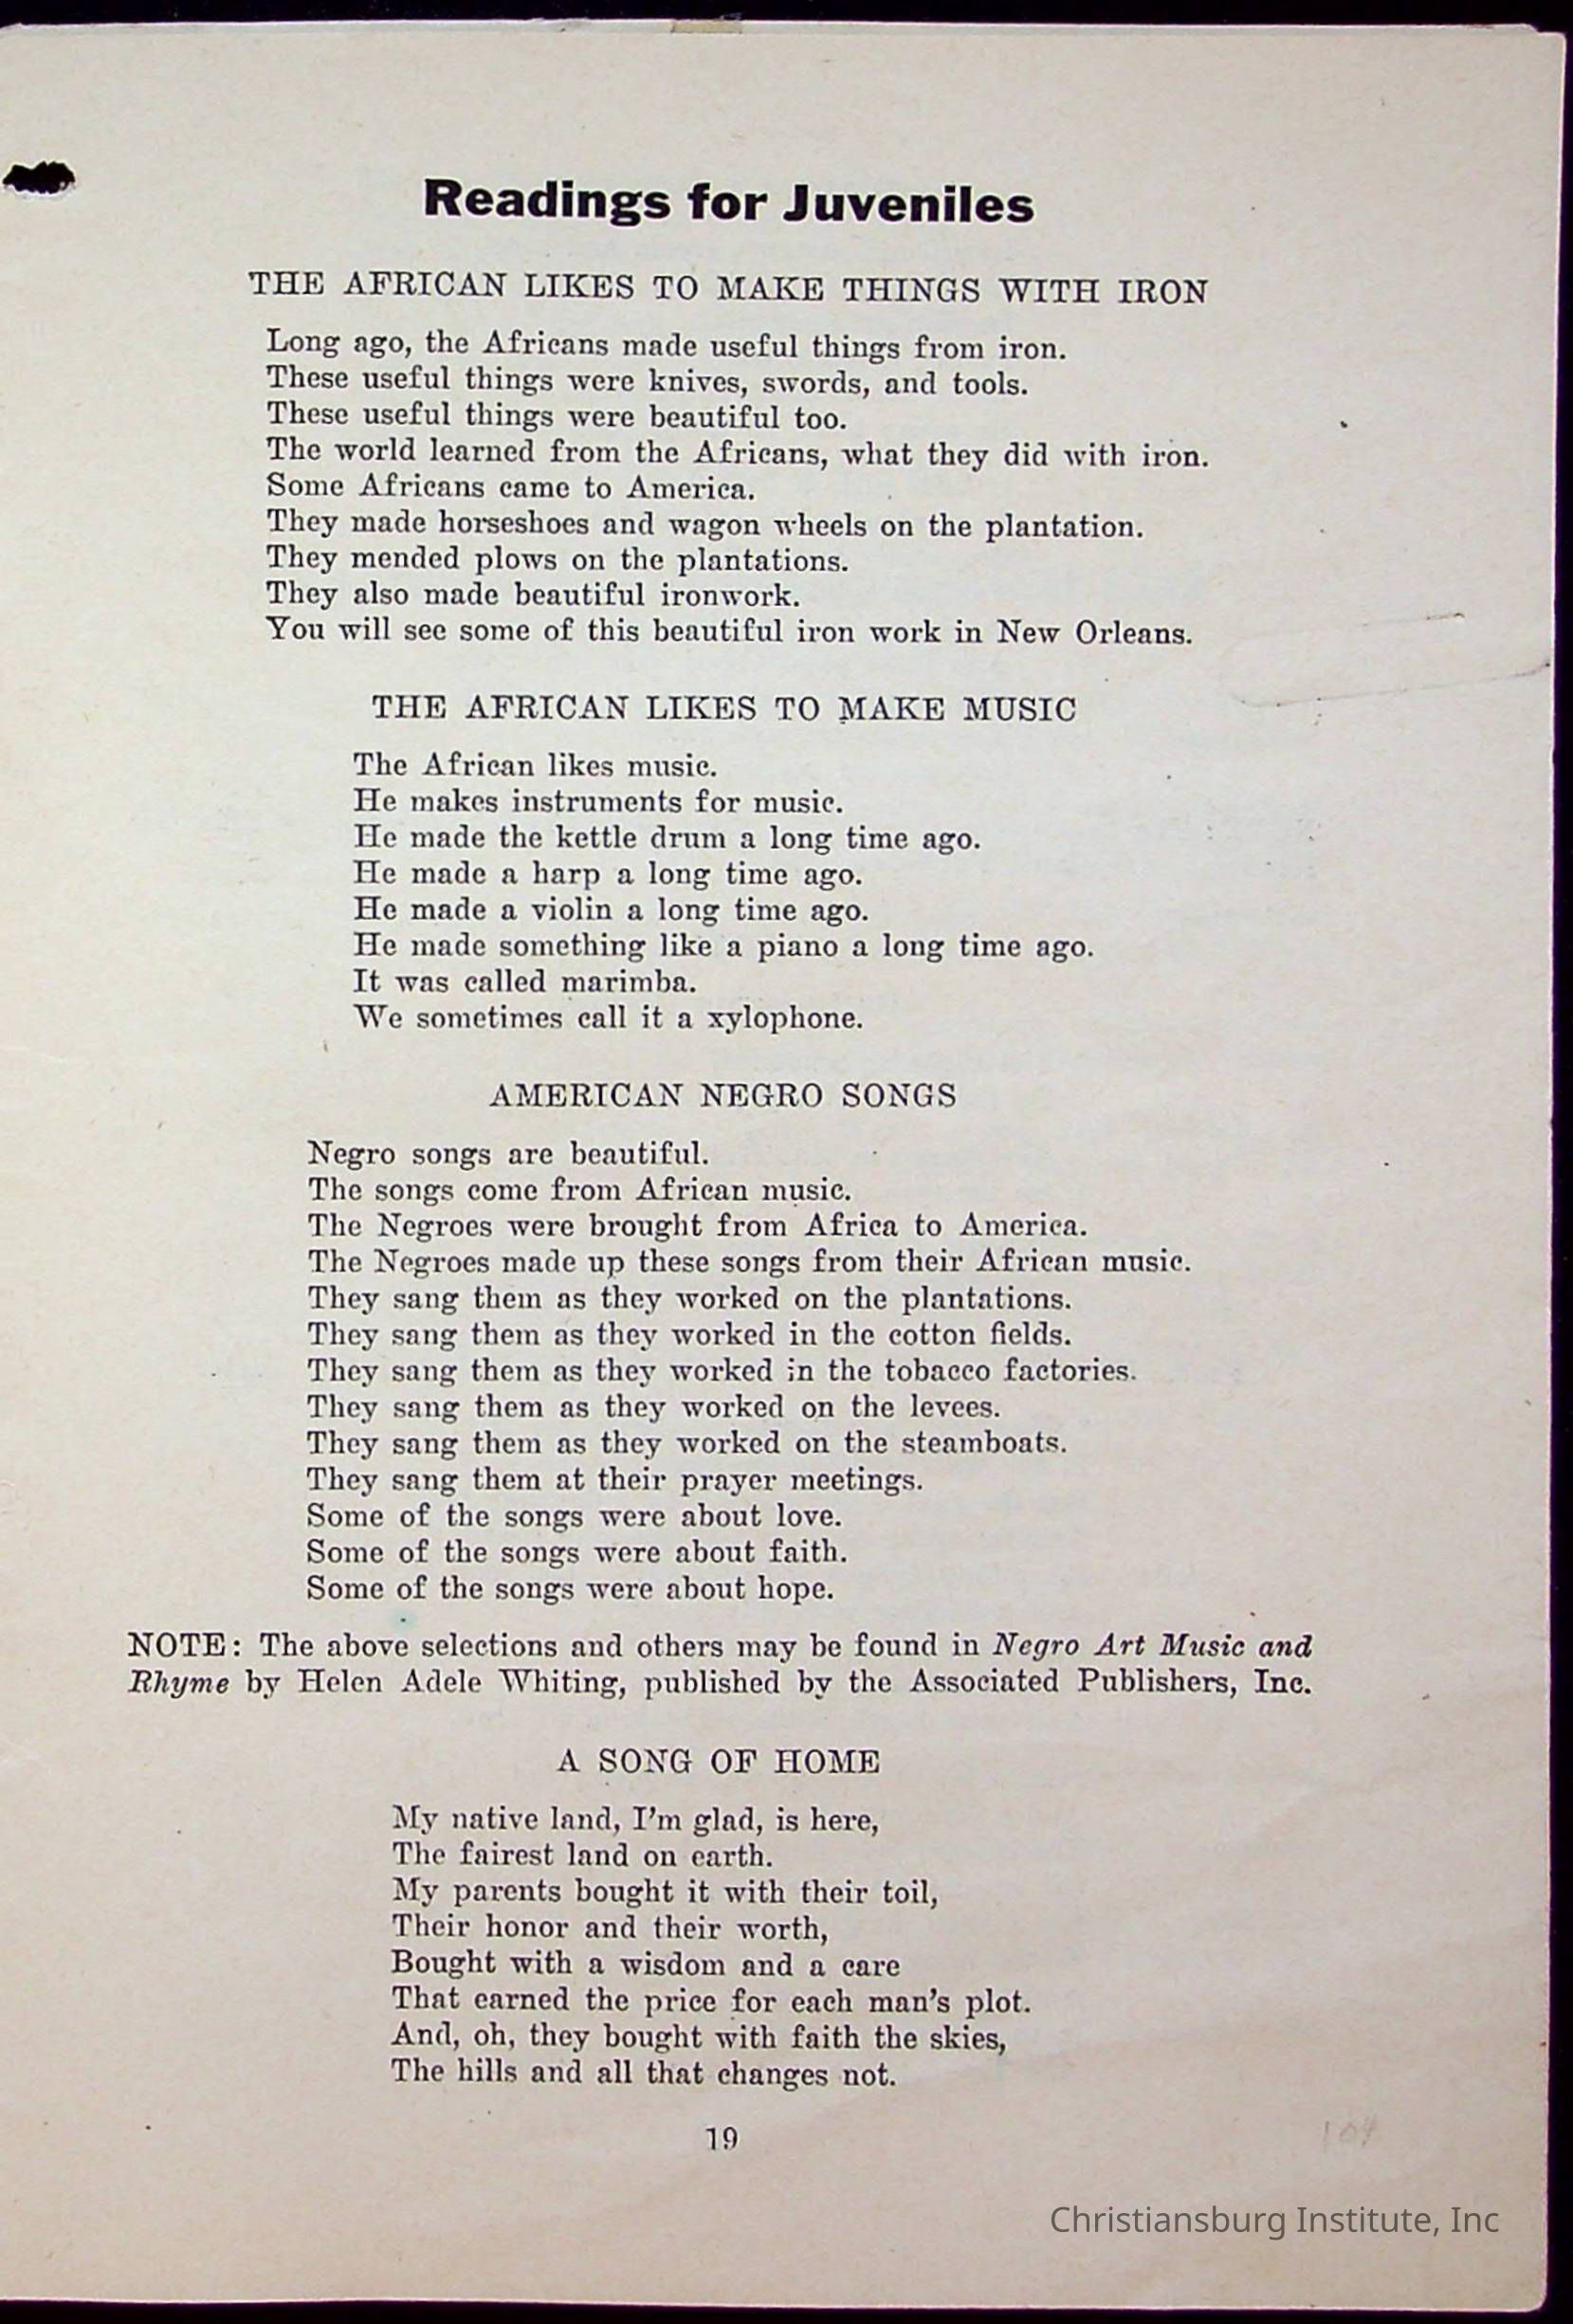 Readings for Juveniles
THE AFRICAN LIKES TO MAKE THINGS WITH IRON
Long ago, the Africans made useful things from iron.
These useful things were knives, swords, and tools.
These useful things were beautiful too.
The world learned from the Africans, what they did with iron.
Some Africans came to America.
They made horseshoes and wagon wheels on the plantation.
They mended plows on the plantations.
They also made beautiful ironwork.
You will see some of this beautiful iron work in New Orleans.
THE AFRICAN LIKES TO MAKE MUSIC
The African likes music.
He makes instruments for music.
He made the kettle drum a long time ago.
He made a harp a long time ago.
He made a violin a long time ago.
He made something like a piano a long time ago.
It was called marimba.
We sometimes call it a xylophone.
AMERICAN NEGRO SONGS
Negro songs are beautiful.
The songs come from African music.
The Negroes were brought from Africa to America.
The Negroes made up these songs from their African music.
They sang them as they worked on the plantations.
They sang them as they worked in the cotton fields.
They sang them as they worked in the tobacco factories.
They sang them as they worked on the levees.
They sang them as they worked on the steamboats.
They sang them at their prayer meetings.
Some of the songs were about love.
Some of the songs were about faith.
Some of the songs were about hope.
NOTE: The above selections and others may be found in Negro Art Music and
Rhyme by Helen Adele Whiting, published by the Associated Publishers, Inc.
A SONG OF HOME
My native land, I'm glad, is here,
The fairest land on earth.
My parents bought it with their toil,
Their honor and their worth,
Bought with a wisdom and a care
That earned the price for each man's plot.
And, oh, they bought with faith the skies,
The hills and all that changes not.
19
104
Christiansburg Institute, Inc